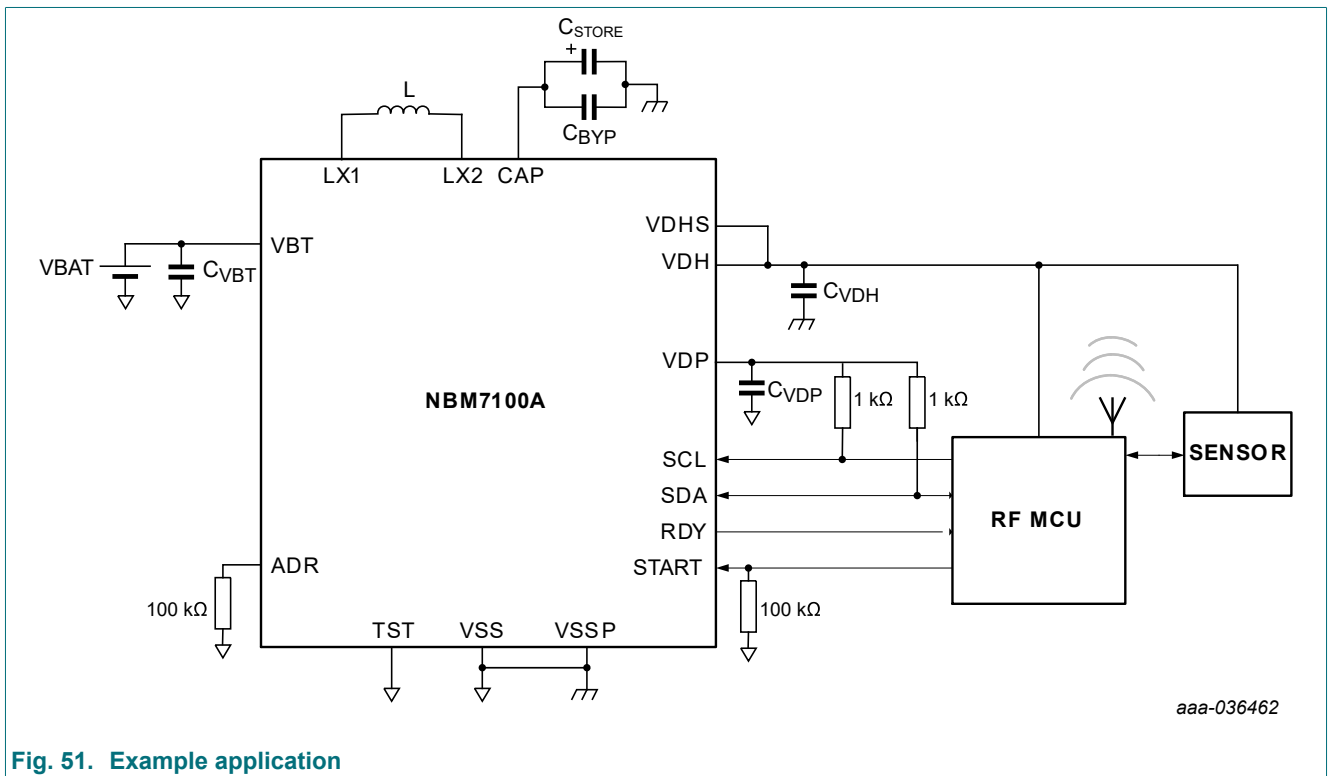 CSTORE
+
L
CBYP
LX1 LX2 CAP
VDHS
VBT
VDH
VBAT
CVBT
CVDH
VDP
CVDP
1 kΩ 1 kΩ
NBM7100A
SCL
SENSOR
SDA
RF MCU
RDY
ADR
START
100 kΩ
100 kΩ
TST VSS VSSP
aaa-036462
Fig. 51. Example application